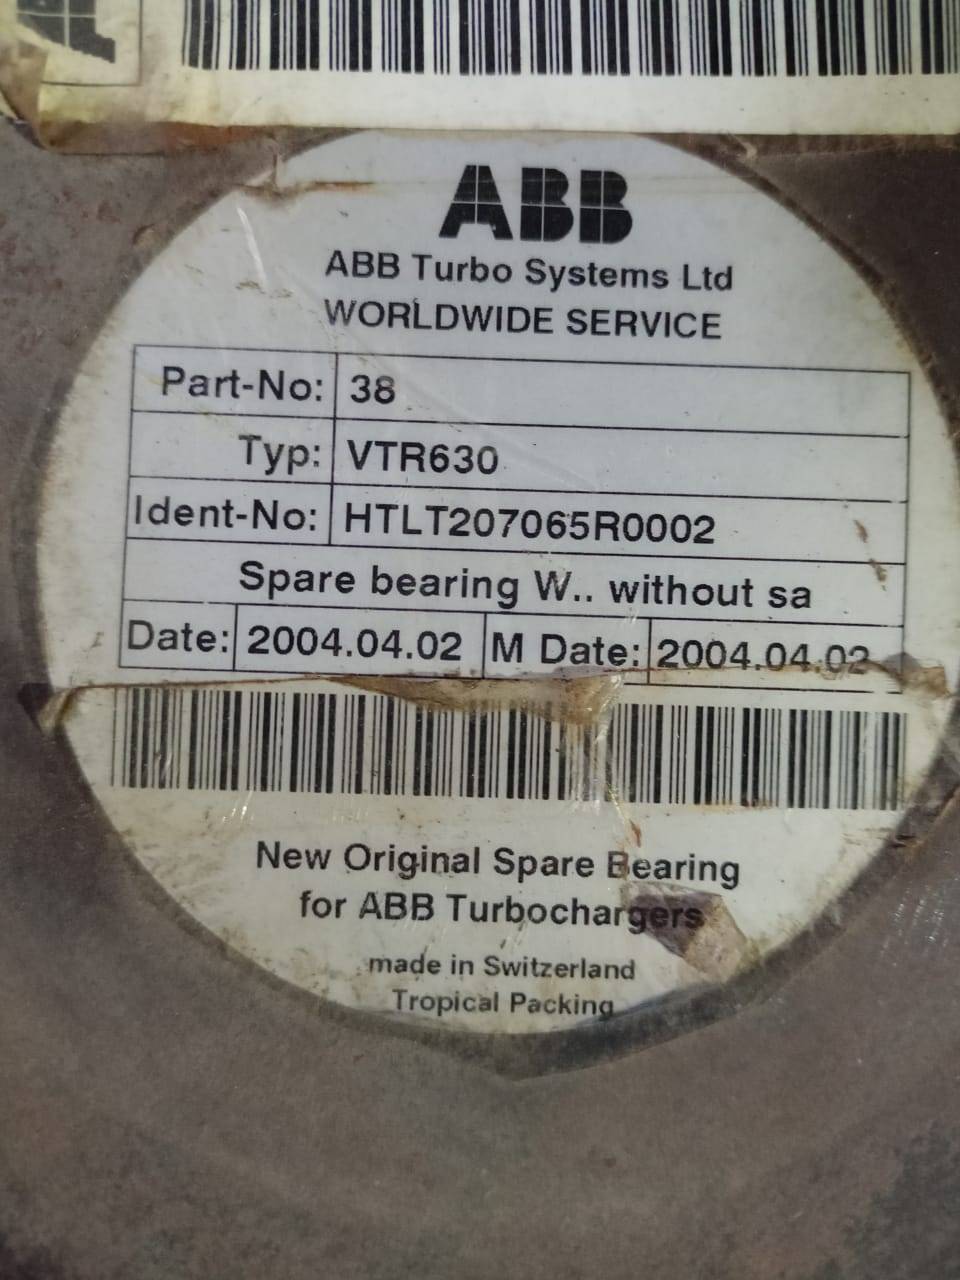 ABB
ABB Turbo Systems Ltd
WORLDWIDE SERVICE
Part-No: 38
Typ: VTR630
Ident-No: HTLT207065R0002
Spare bearing W.. without sa
Date: 2004.04.02 M Date: 2004.04.02
New Original Spare Bearing
for ABB Turbochargers
made in Switzerland
Tropical Packing